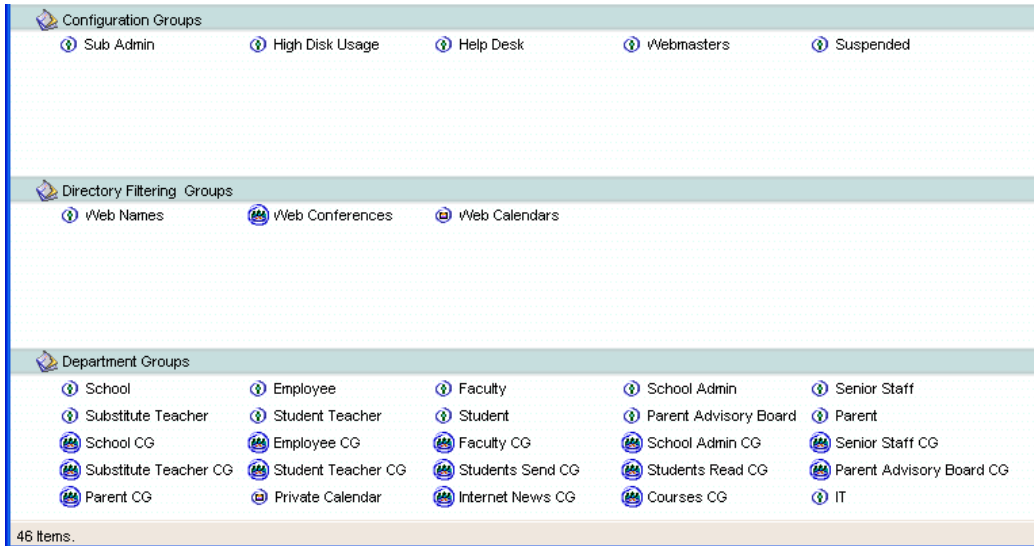 Configuration Groups
Sub Admin High Disk Usage Help Desk Webmasters Suspended
Directory Filtering Groups
Web Names Web Conferences Web Calendars
Department Groups
School Employee Faculty School Admin Senior Staff
Substitute Teacher Student Teacher Student Parent Advisory Board Parent
School CG Employee CG Faculty CG School Admin CG Senior Staff CG
Substitute Teacher CG Student Teacher CG Students Send CG Students Read CG Parent Advisory Board CG
Parent CG Private Calendar Internet News CG Courses CG IT
46 Items.